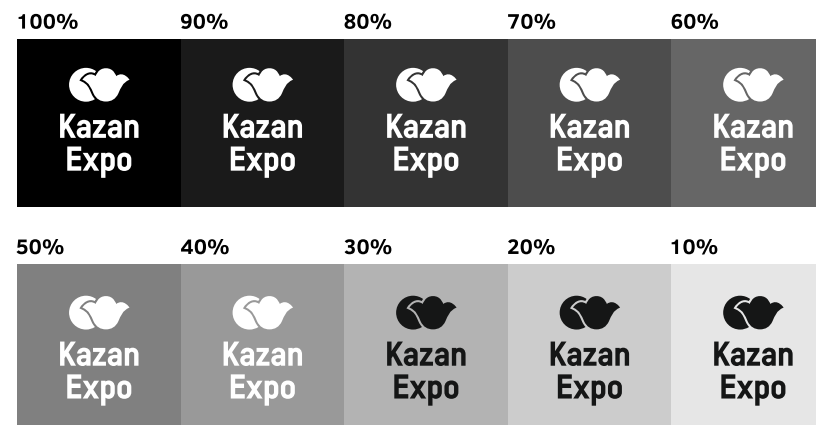 100% 90% 80% 70% 60%
Kazan Kazan Kazan Kazan Kazan
Expo Expo Expo Expo Expo
50% 40% 30% 20% 10%
Kazan Kazan Kazan Kazan Kazan
Expo Expo Expo Expo Expo